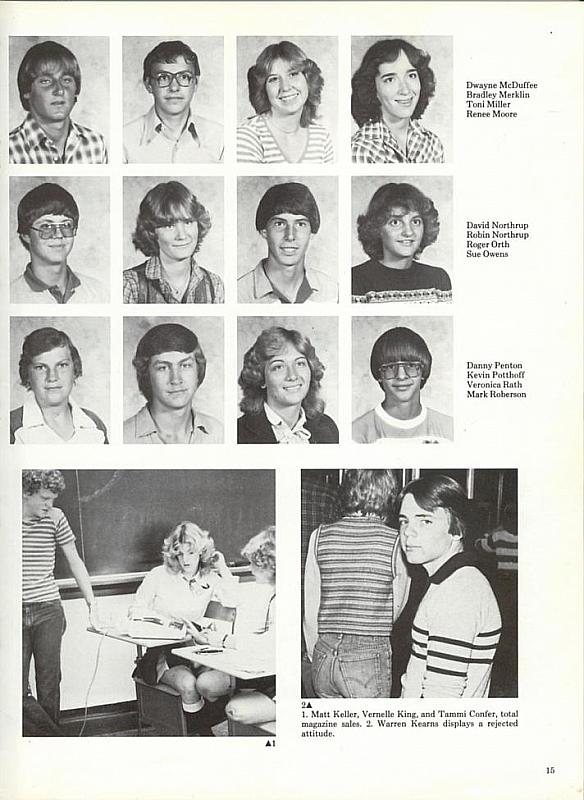 Dwayne McDuffee
Bradley Merklin
Toni Miller
Renee Moore
David Northrup
Robin Northrup
Roger Orth
Sue Owens
Danny Penton
Kevin Potthoff
Veronica Rath
Mark Roberson
2▲
1. Matt Keller, Vernelle King, and Tammi Confer, total
magazine sales. 2. Warren Kearns displays a rejected
attitude.
▲1
15